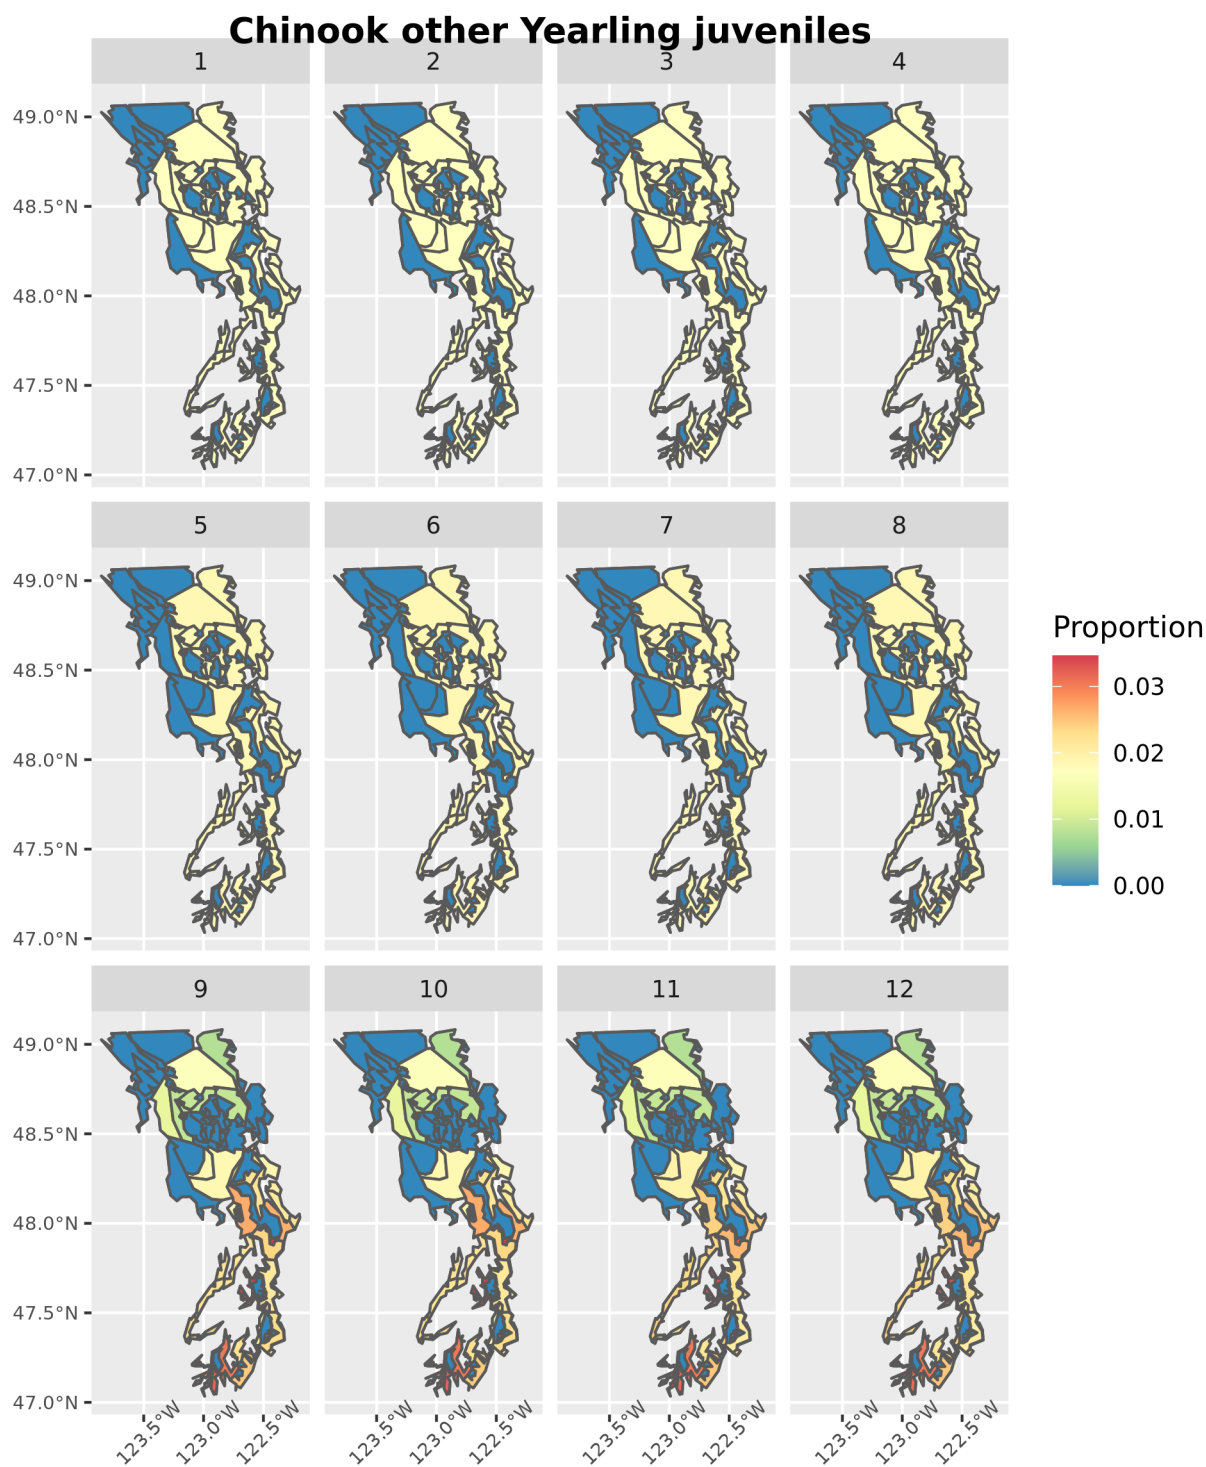 Chinook other Yearling juveniles
1 2 3 4
49.0°N
48.5°N
48.0°N
47.5°N
47.0°N
5 6 7 8
49.0°N
48.5°N
48.0°N
47.5°N
47.0°N
Proportion
0.03
0.02
0.01
0.00
9 10 11 12
49.0°N
48.5°N
48.0°N
47.5°N
47.0°N
123.5°W 123.0°W 122.5°W 123.5°W 123.0°W 122.5°W 123.5°W 123.0°W 122.5°W 123.5°W 123.0°W 122.5°W